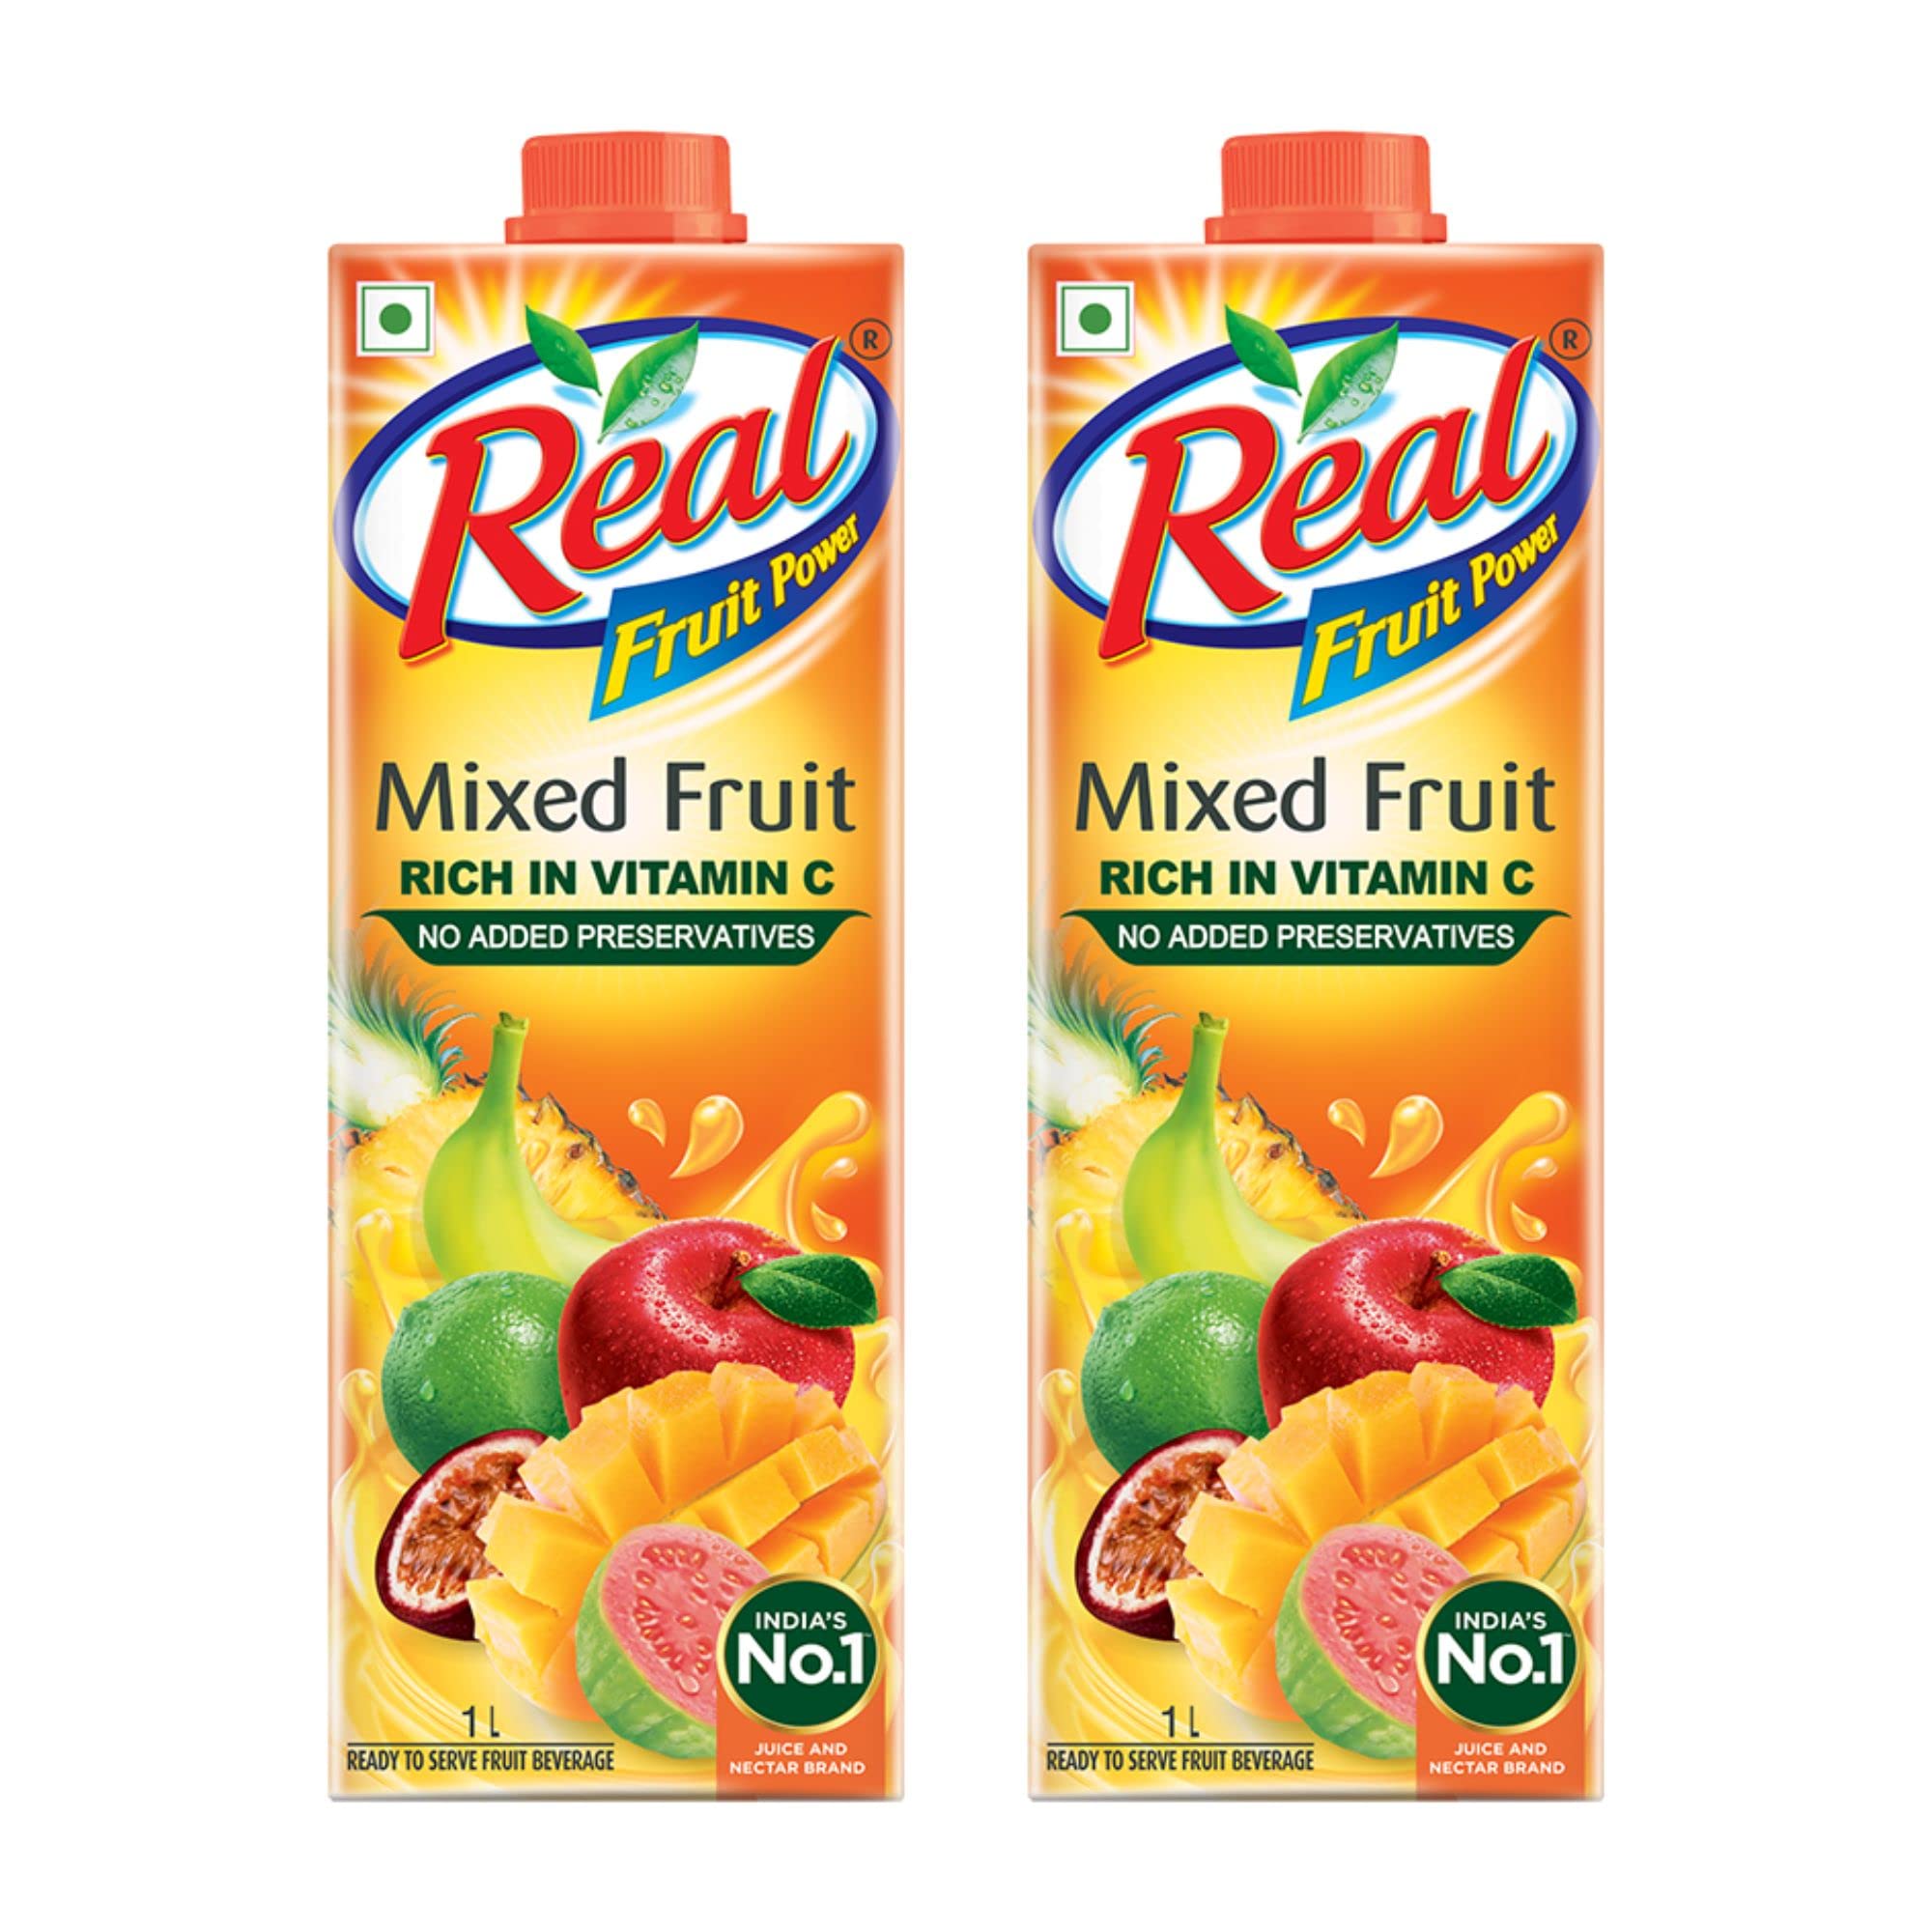 Real ®
Fruit Power
Mixed Fruit
RICH IN VITAMIN C
NO ADDED PRESERVATIVES
INDIA'S
No.1
JUICE AND
NECTAR BRAND
1 L
READY TO SERVE FRUIT BEVERAGE
Real ®
Fruit Power
Mixed Fruit
RICH IN VITAMIN C
NO ADDED PRESERVATIVES
INDIA'S
No.1
JUICE AND
NECTAR BRAND
1 L
READY TO SERVE FRUIT BEVERAGE